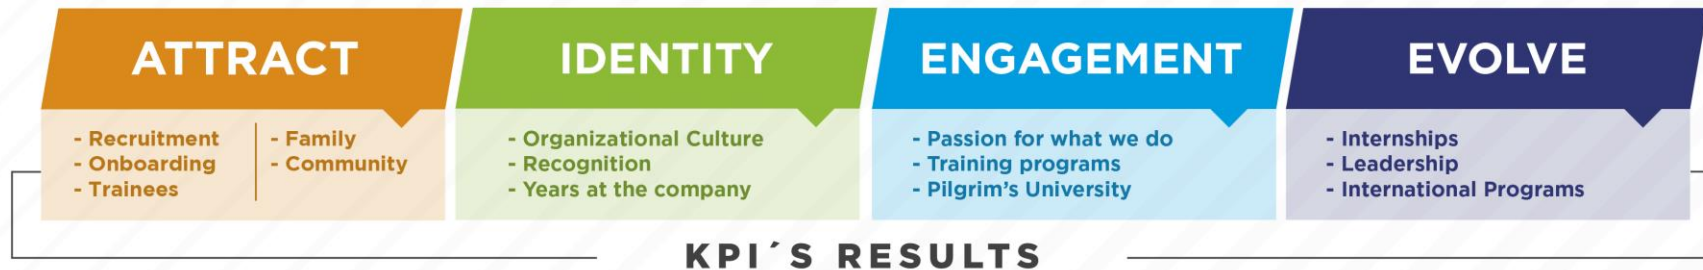 ATTRACT
- Recruitment
- Onboarding
- Trainees
- Family
- Community
IDENTITY
- Organizational Culture
- Recognition
- Years at the company
ENGAGEMENT
- Passion for what we do
- Training programs
- Pilgrim's University
EVOLVE
- Internships
- Leadership
- International Programs
KPI´S RESULTS